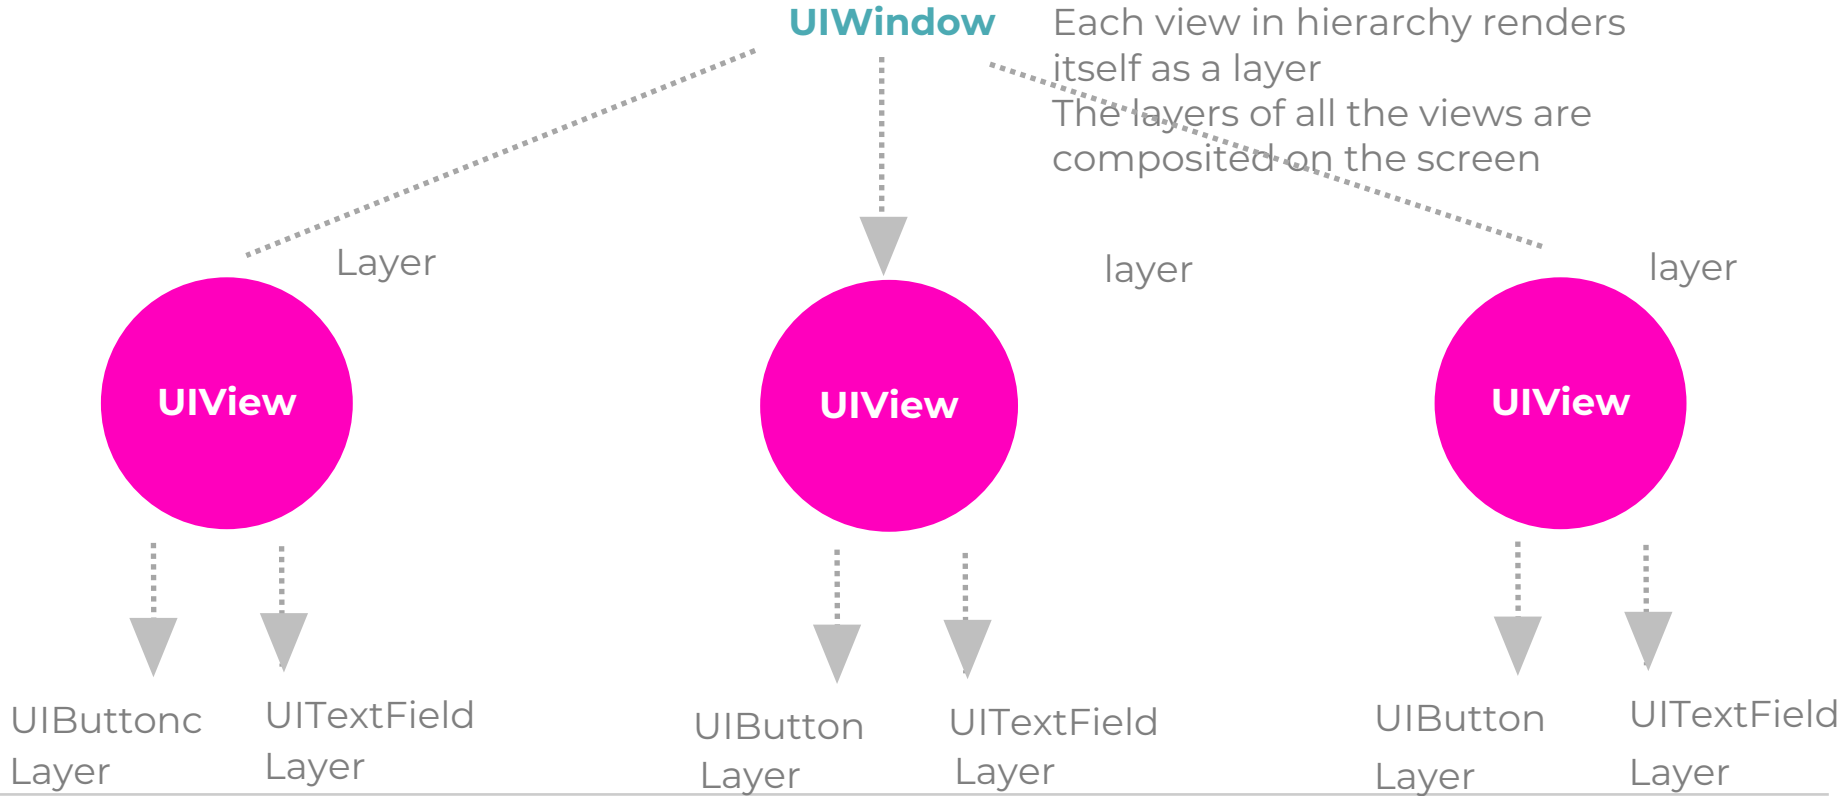 UIWindow
Each view in hierarchy renders
itself as a layer
The layers of all the views are
composited on the screen
Layer
layer
layer
UIView
UIView
UIView
UIButtonc
Layer
UITextField
Layer
UIButton
Layer
UITextField
Layer
UIButton
Layer
UITextField
Layer